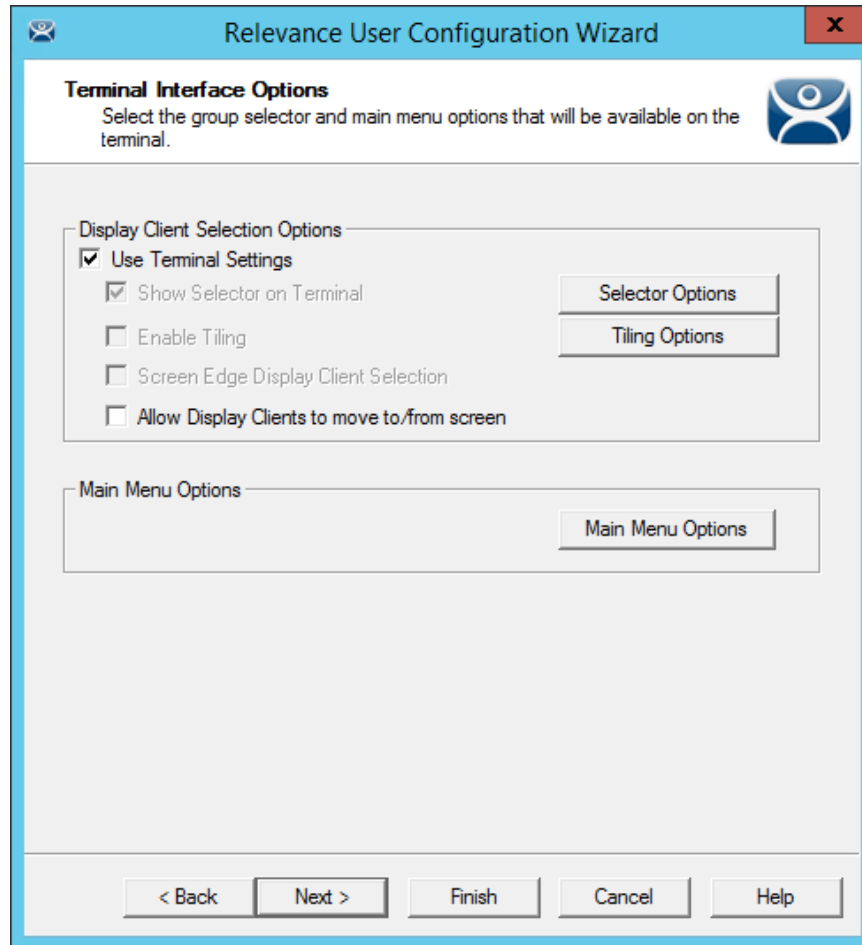 Relevance User Configuration Wizard
x
Terminal Interface Options
Select the group selector and main menu options that will be available on the
terminal.
Display Client Selection Options
Use Terminal Settings
Show Selector on Terminal
Selector Options
Enable Tiling
Tiling Options
Screen Edge Display Client Selection
Allow Display Clients to move to/from screen
Main Menu Options
Main Menu Options
< Back
Next >
Finish
Cancel
Help